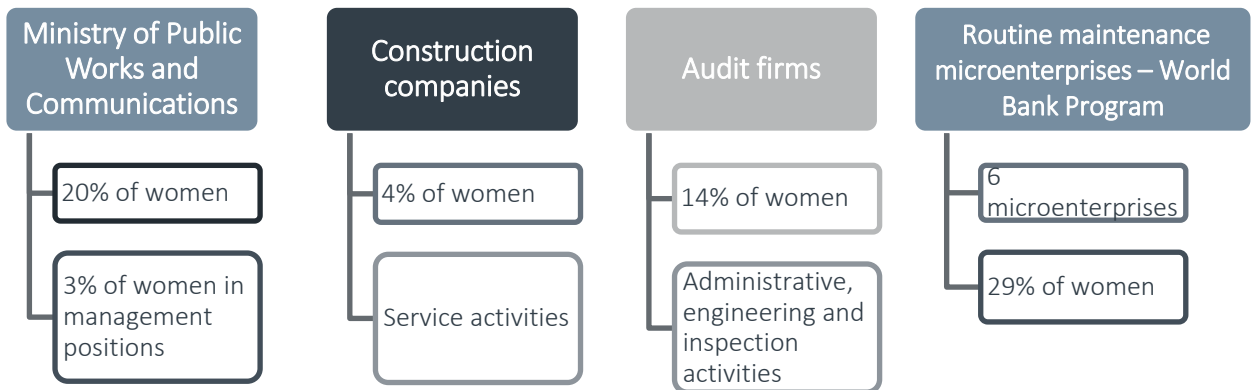 Ministry of Public
Works and
Communications
20% of women
3% of women in
management
positions
Construction
companies
4% of women
Service activities
Audit firms
14% of women
Administrative,
engineering and
inspection
activities
Routine maintenance
microenterprises – World
Bank Program
6
microenterprises
29% of women